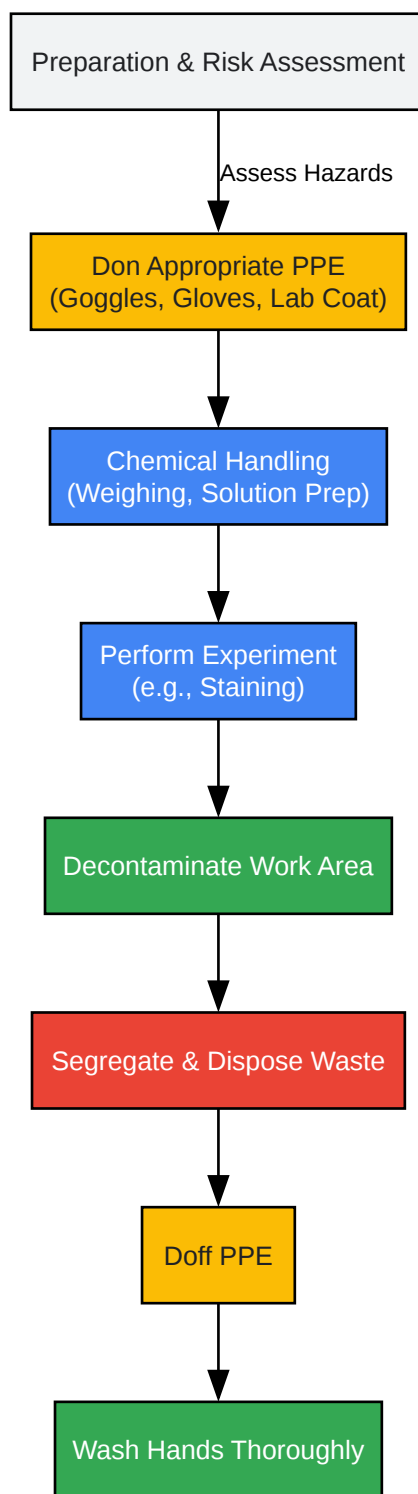 Preparation & Risk Assessment
Assess Hazards
Don Appropriate PPE
(Goggles, Gloves, Lab Coat)
Chemical Handling
(Weighing, Solution Prep)
Perform Experiment
(e.g., Staining)
Decontaminate Work Area
Segregate & Dispose Waste
Doff PPE
Wash Hands Thoroughly